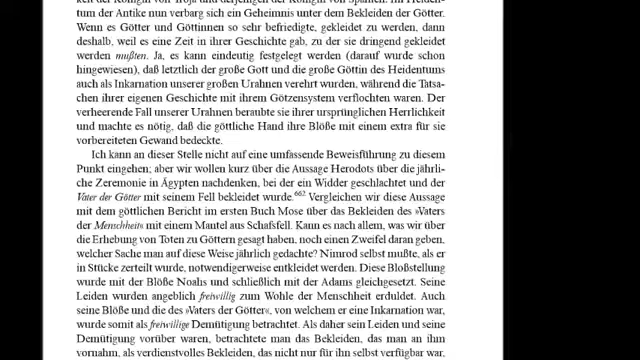 keit der Königin von Troja und derjenigen der Königin von Spanien. Im Heiden-
tum der Antike nun verbarg sich ein Geheimnis unter dem Bekleiden der Götter.
Wenn es Götter und Göttinnen so sehr befriedigte, gekleidet zu werden, dann
deshalb, weil es eine Zeit in ihrer Geschichte gab, zu der sie dringend gekleidet
werden mußten. Ja, es kann eindeutig festgelegt werden (darauf wurde schon
hingewiesen), daß letztlich der große Gott und die große Göttin des Heidentums
auch als Inkarnation unserer großen Urahnen verehrt wurden, während die Tatsa-
chen ihrer eigenen Geschichte mit ihrem Götzensystem verflochten waren. Der
verheerende Fall unserer Urahnen beraubte sie ihrer ursprünglichen Herrlichkeit
und machte es nötig, daß die göttliche Hand ihre Blöße mit einem extra für sie
vorbereiteten Gewand bedeckte.
Ich kann an dieser Stelle nicht auf eine umfassende Beweisführung zu diesem
Punkt eingehen; aber wir wollen kurz über die Aussage Herodots über die jährli-
che Zeremonie in Ägypten nachdenken, bei der ein Widder geschlachtet und der
Vater der Götter mit seinem Fell bekleidet wurde.662 Vergleichen wir diese Aussage
mit dem göttlichen Bericht im ersten Buch Mose über das Bekleiden des »Vaters
der Menschheit« mit einem Mantel aus Schafsfell. Kann es nach allem, was wir über
die Erhebung von Toten zu Göttern gesagt haben, noch einen Zweifel daran geben,
welcher Sache man auf diese Weise jährlich gedachte? Nimrod selbst mußte, als er
in Stücke zerteilt wurde, notwendigerweise entkleidet werden. Diese Bloßstellung
wurde mit der Blöße Noahs und schließlich mit der Adams gleichgesetzt. Seine
Leiden wurden angeblich freiwillig zum Wohle der Menschheit erduldet. Auch
seine Blöße und die des »Vaters der Götter«, von welchem er eine Inkarnation war,
wurde somit als freiwillige Demütigung betrachtet. Als daher sein Leiden und seine
Demütigung vorüber waren, betrachtete man das Bekleiden, das man an ihm
vornahm, als verdienstvolles Bekleiden, das nicht nur für ihn selbst verfügbar war,